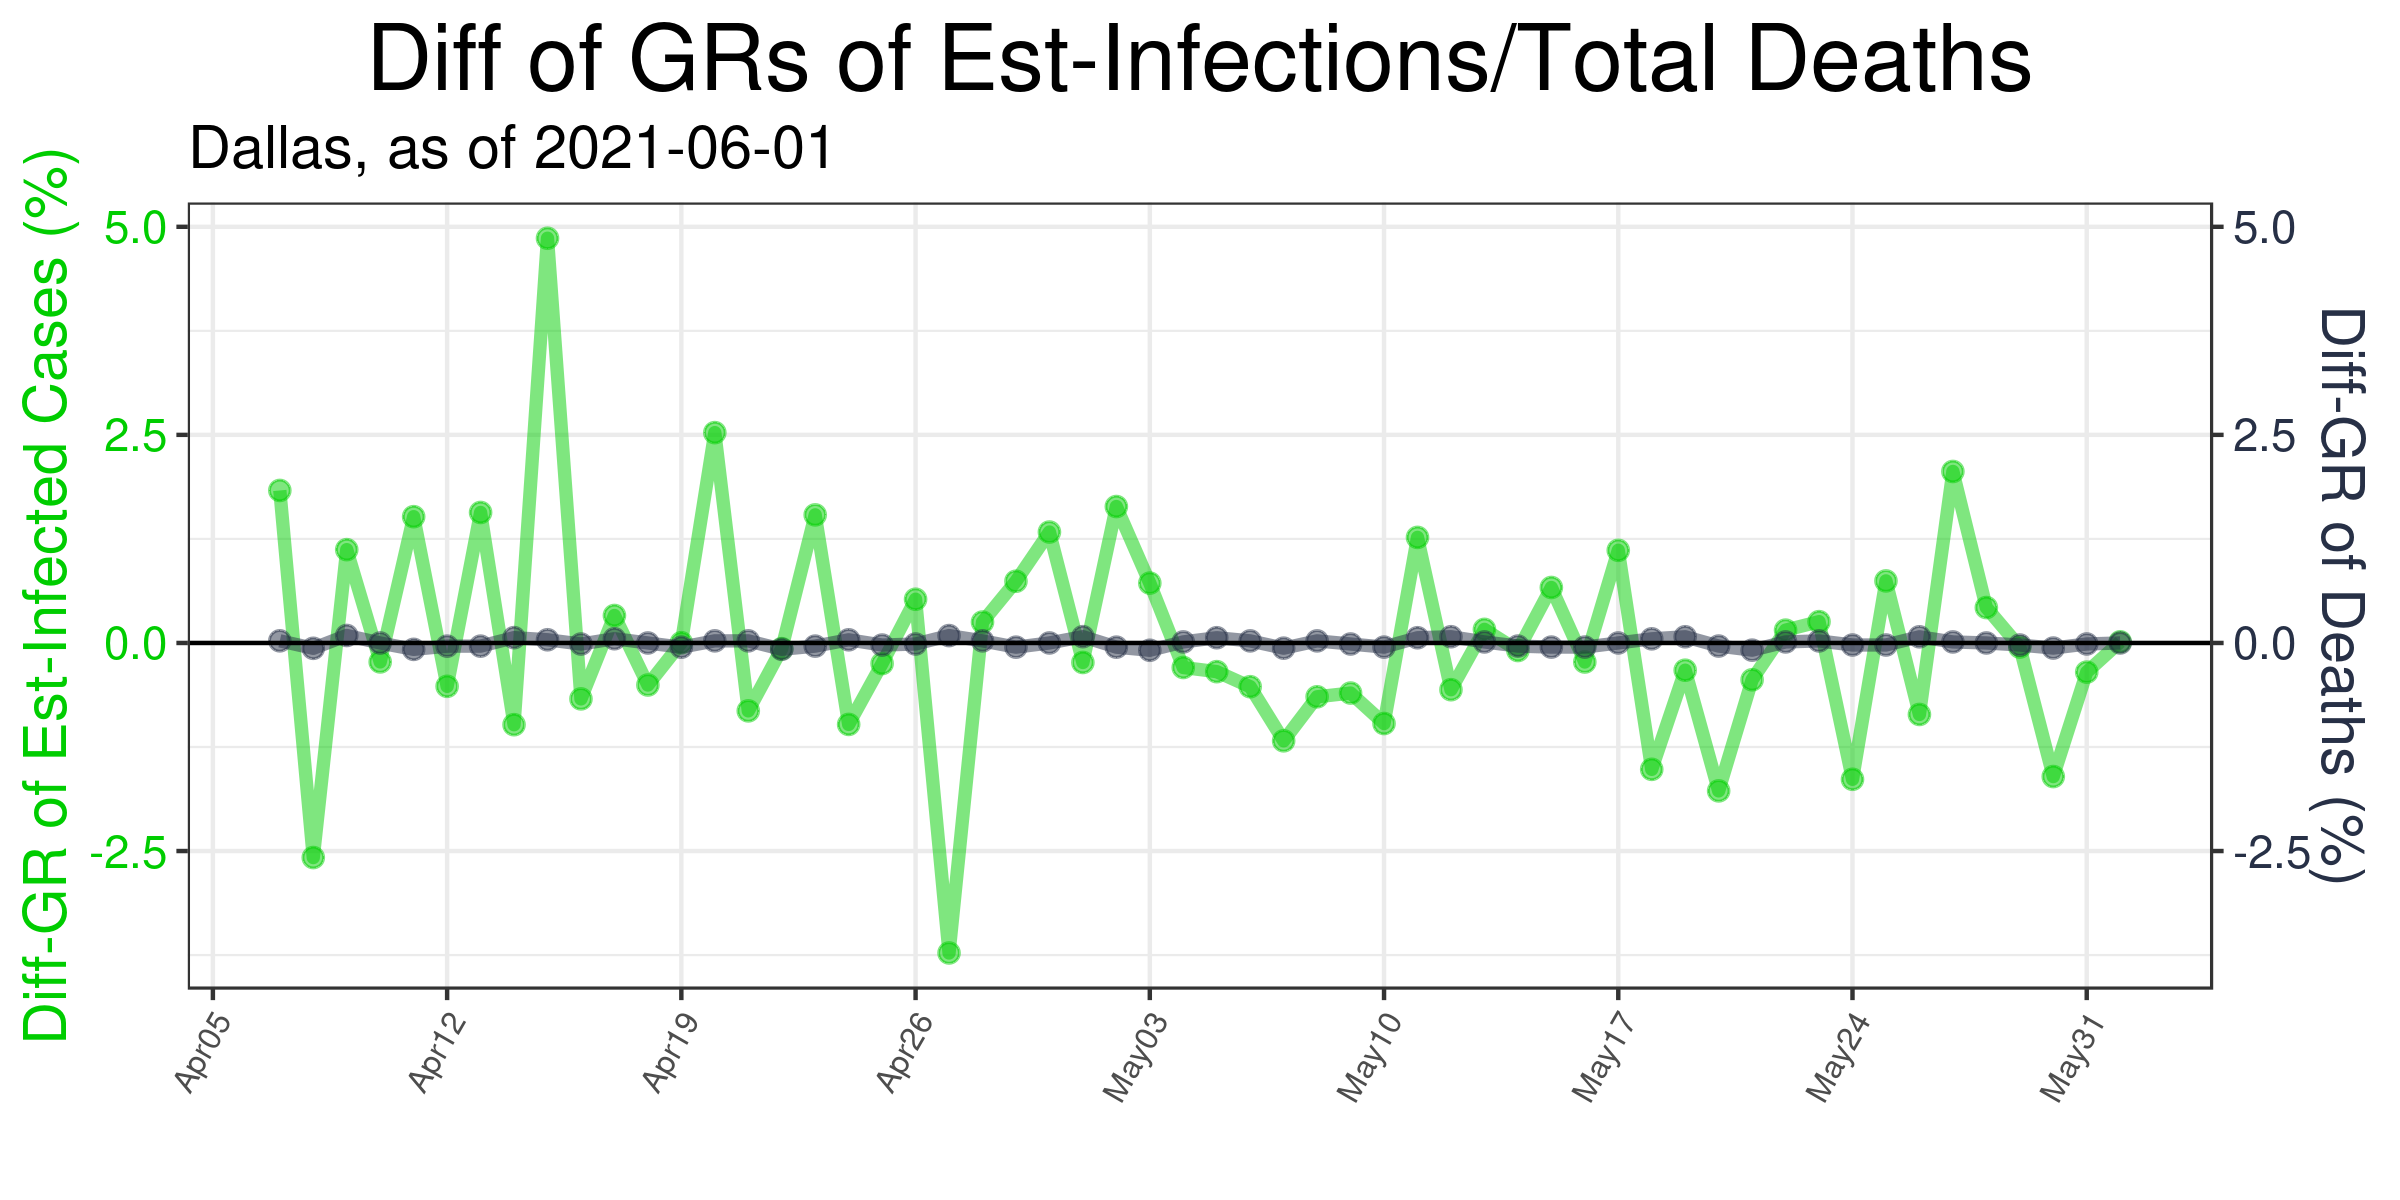 Diff of GRs of Est-Infections/Total Deaths
Dallas, as of 2021-06-01
Diff-GR of Est-Infected Cases (%)
5.0
2.5
0.0
-2.5
5.0
2.5
0.0
-2.5
Diff-GR of Deaths (%)
Apr05
Apr12
Apr19
Apr26
May03
May10
May17
May24
May31